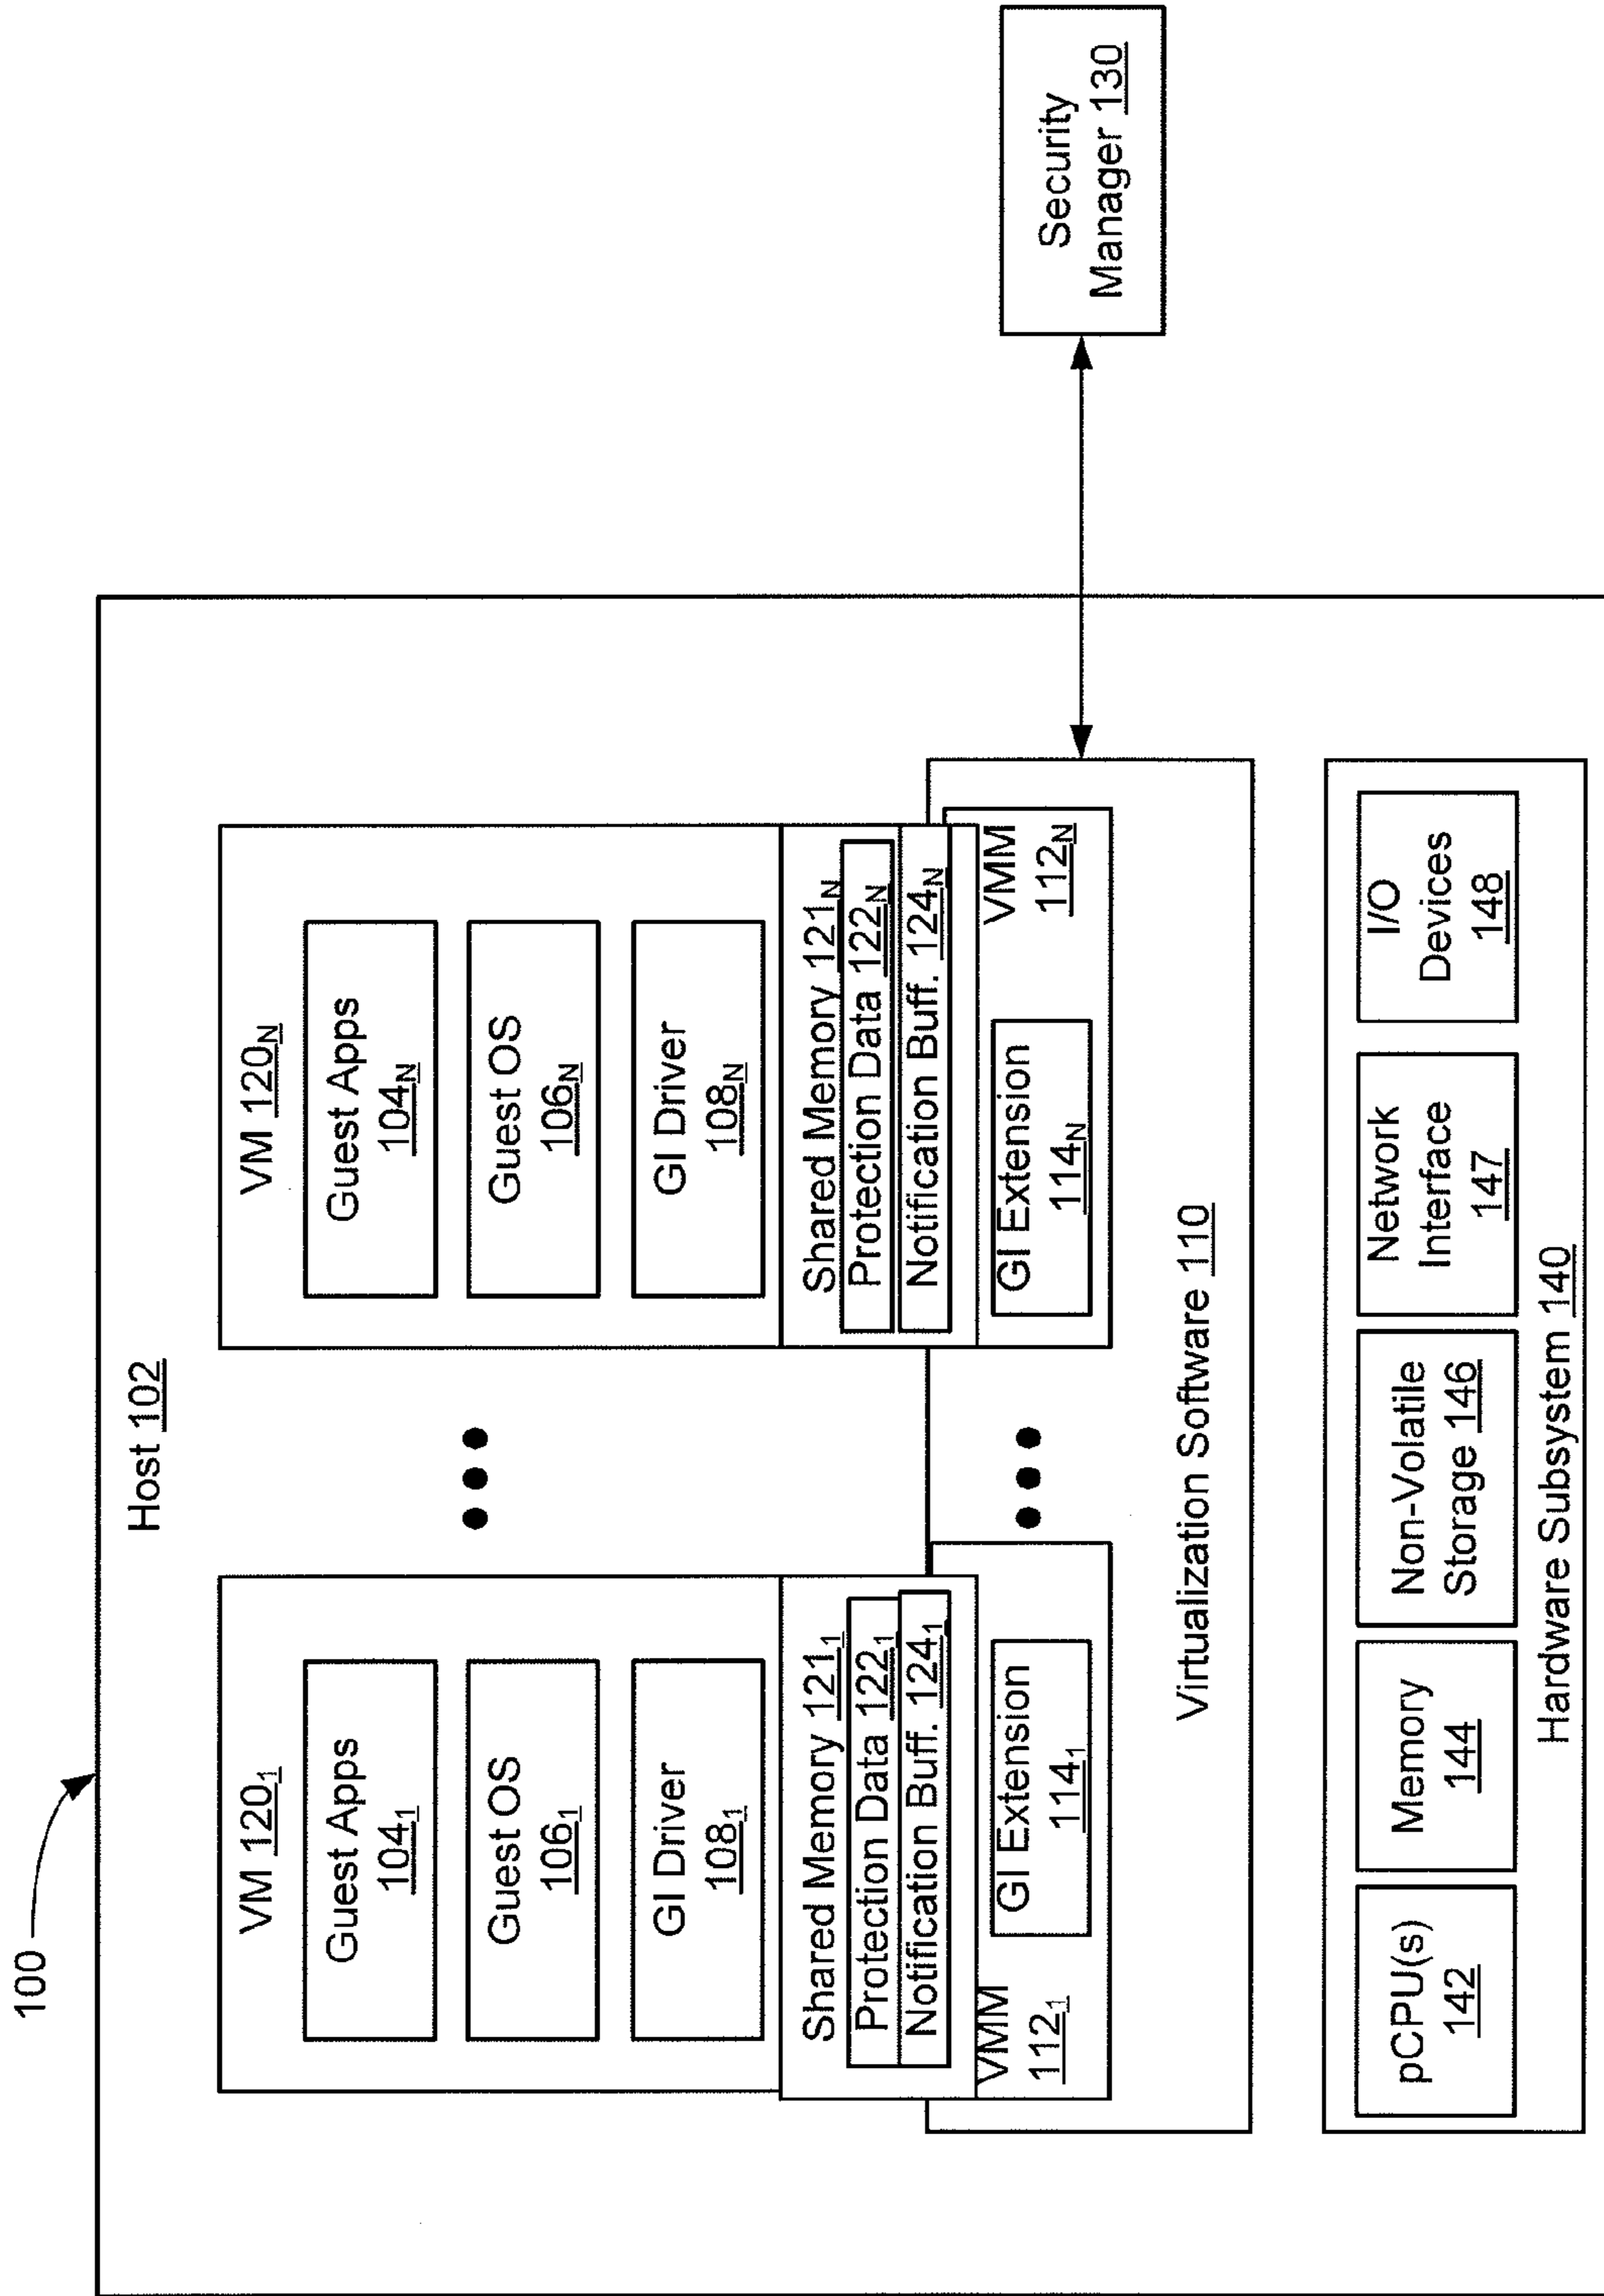 100
Host 102
VM 120₁
Guest Apps
104₁
Guest OS
106₁
GI Driver
108₁
Shared Memory 121₁
Protection Data 122₁
Notification Buff. 124₁
VMM
112₁
GI Extension
114₁
VM 120N
Guest Apps
104N
Guest OS
106N
GI Driver
108N
Shared Memory 121N
Protection Data 122N
Notification Buff. 124N
GI Extension
114N
VMM
112N
Virtualization Software 110
Security
Manager 130
pCPU(s)
142
Memory
144
Non-Volatile
Storage 146
Network
Interface
147
I/O
Devices
148
Hardware Subsystem 140